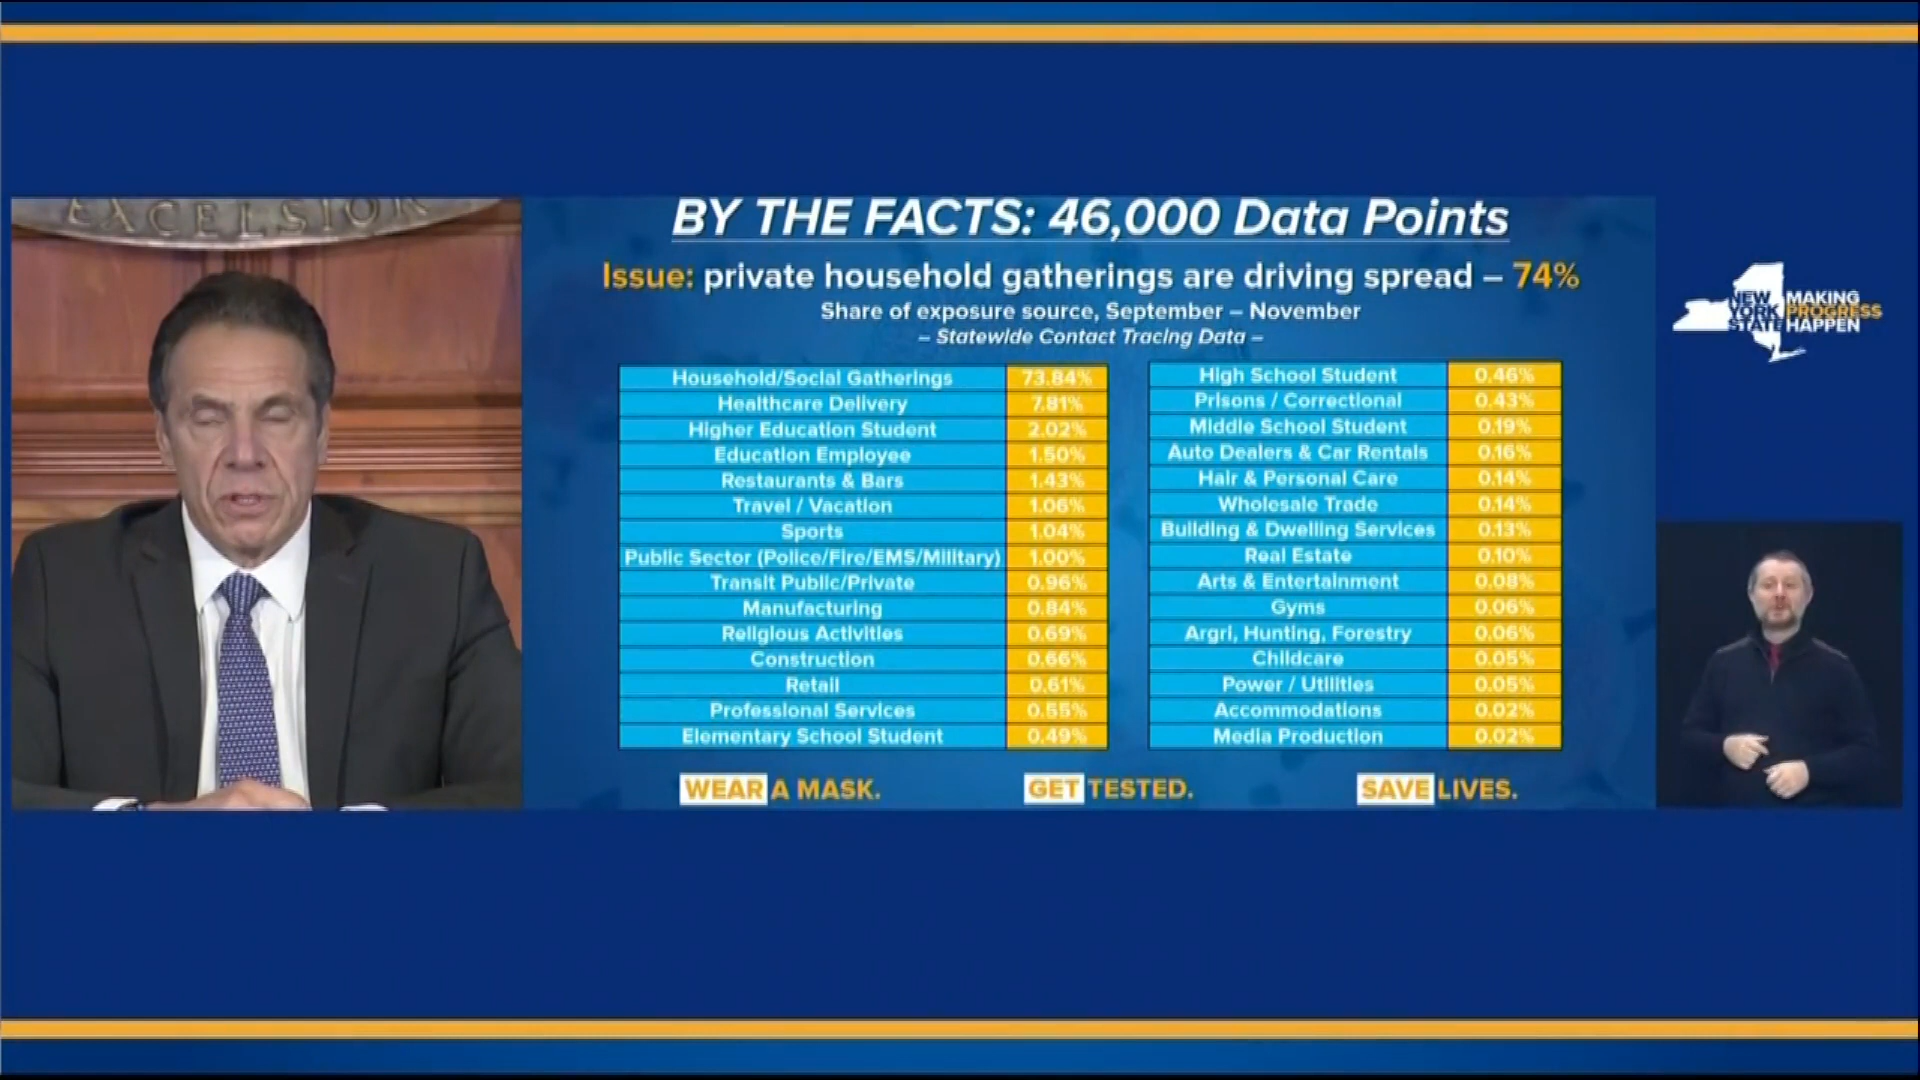 EXCELSIOR
BY THE FACTS: 46,000 Data Points
Issue: private household gatherings are driving spread – 74%
Share of exposure source, September – November
– Statewide Contact Tracing Data –
Household/Social Gatherings 73.84%
Healthcare Delivery 7.81%
Higher Education Student 2.02%
Education Employee 1.50%
Restaurants & Bars 1.43%
Travel / Vacation 1.06%
Sports 1.04%
Public Sector (Police/Fire/EMS/Military) 1.00%
Transit Public/Private 0.96%
Manufacturing 0.84%
Religious Activities 0.69%
Construction 0.66%
Retail 0.61%
Professional Services 0.55%
Elementary School Student 0.49%
High School Student 0.46%
Prisons / Correctional 0.43%
Middle School Student 0.19%
Auto Dealers & Car Rentals 0.16%
Hair & Personal Care 0.14%
Wholesale Trade 0.14%
Building & Dwelling Services 0.13%
Real Estate 0.10%
Arts & Entertainment 0.08%
Gyms 0.06%
Argri, Hunting, Forestry 0.06%
Childcare 0.05%
Power / Utilities 0.05%
Accommodations 0.02%
Media Production 0.02%
WEAR A MASK. GET TESTED. SAVE LIVES.
NEW YORK STATE
MAKING
PROGRESS
HAPPEN